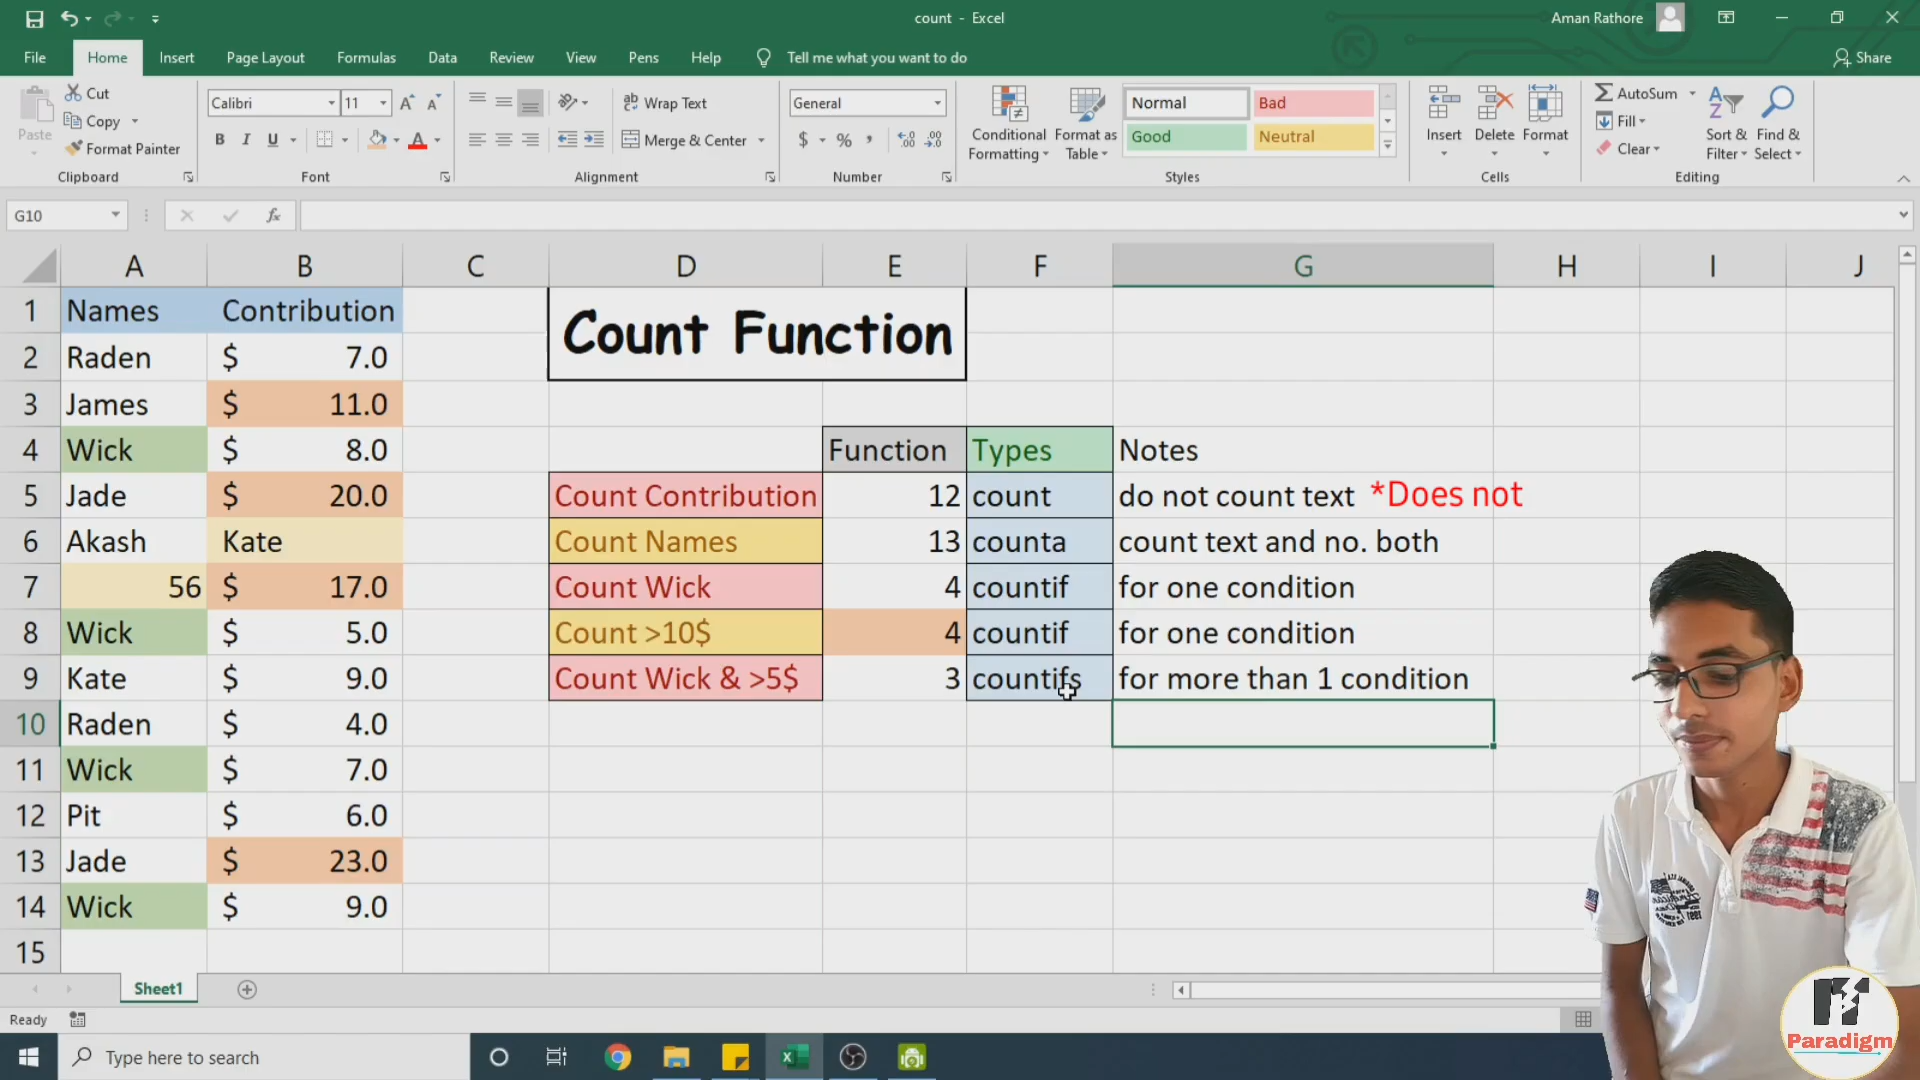 count - Excel
Aman Rathore
File Home Insert Page Layout Formulas Data Review View Pens Help Tell me what you want to do
Share
Paste
Cut
Copy
Format Painter
Clipboard
Calibri 11
B I U A
Font
ab Wrap Text
Merge & Center
Alignment
General
$ %
Number
Conditional Formatting
Format as Table
Normal Bad
Good Neutral
Styles
Insert Delete Format
Cells
AutoSum
Fill
Clear
Sort & Filter
Find & Select
Editing
G10 fx
A B C D E F G H I J
1 Names Contribution Count Function
2 Raden $ 7.0
3 James $ 11.0
4 Wick $ 8.0 Function Types Notes
5 Jade $ 20.0 Count Contribution 12 count do not count text *Does not
6 Akash Kate Count Names 13 counta count text and no. both
7 56 $ 17.0 Count Wick 4 countif for one condition
8 Wick $ 5.0 Count >10$ 4 countif for one condition
9 Kate $ 9.0 Count Wick & >5$ 3 countifs for more than 1 condition
10 Raden $ 4.0
11 Wick $ 7.0
12 Pit $ 6.0
13 Jade $ 23.0
14 Wick $ 9.0
15
Sheet1
Ready
Type here to search
Paradigm